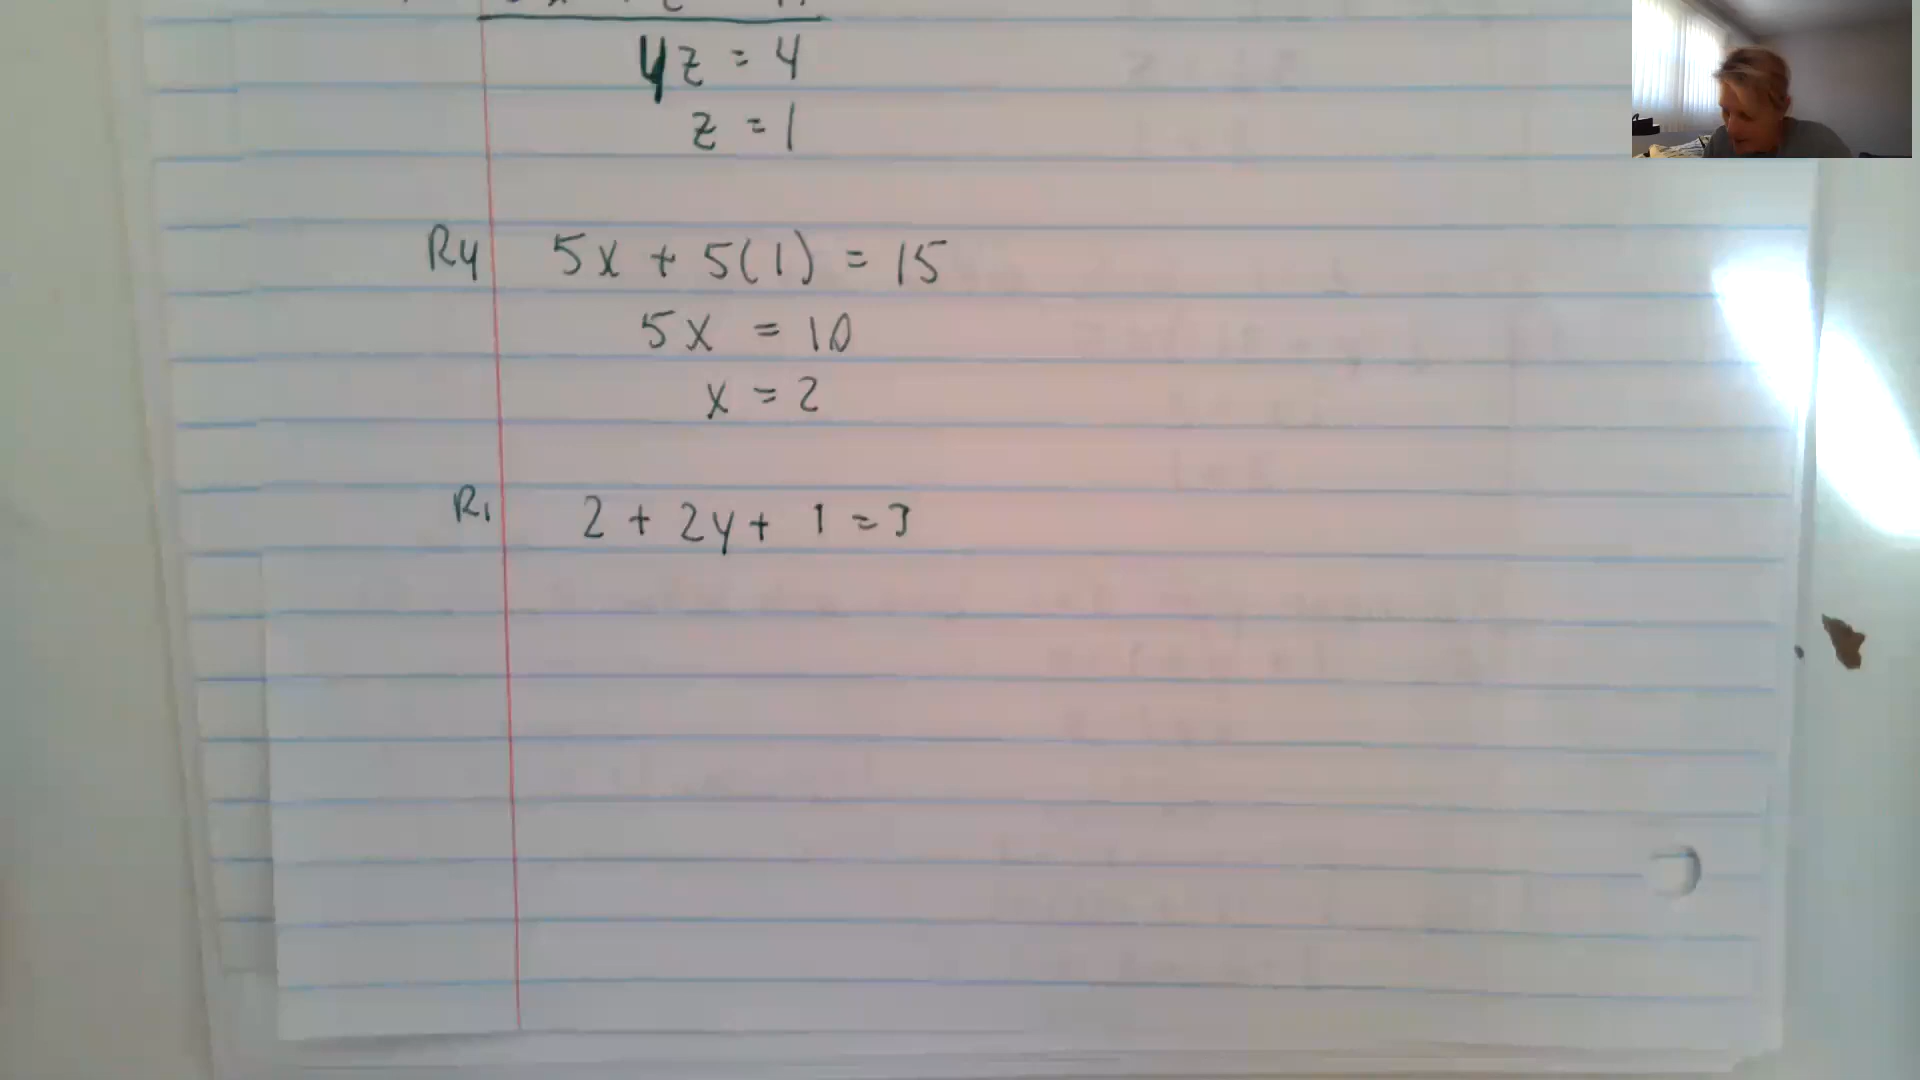 4z = 4
z = 1
R4 5x + 5(1) = 15
5x = 10
x = 2
R1 2 + 2y + 1 = 3